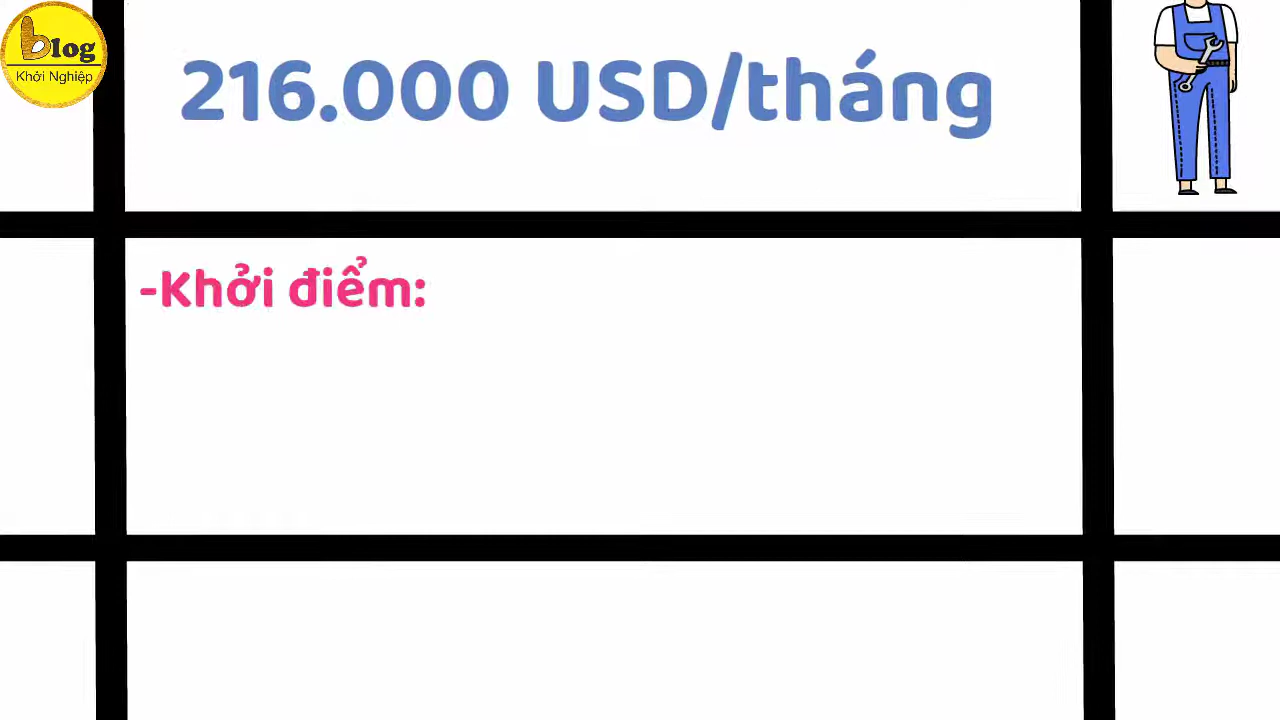 blog
Khởi Nghiệp
216.000 USD/tháng
-Khởi điểm: